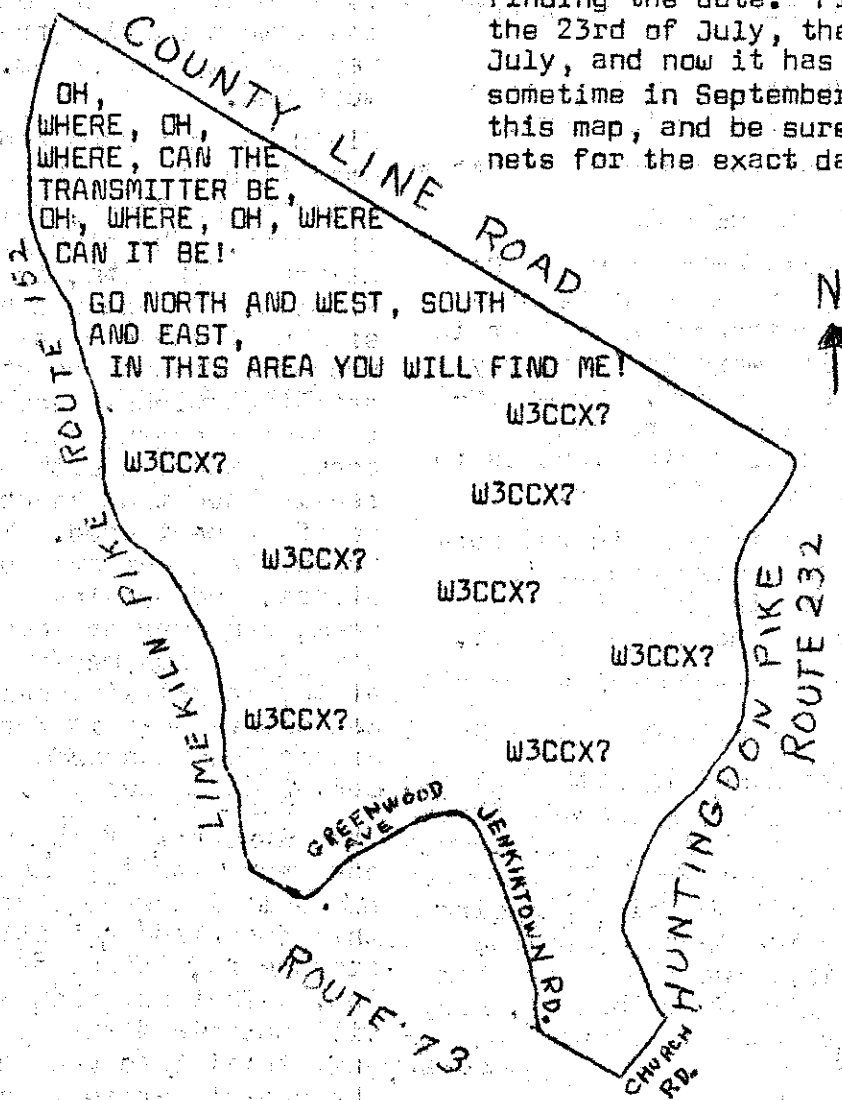 the 23rd of July, the
July, and now it has
sometime in September
this map, and be sure
nets for the exact da
COUNTY LINE ROAD
OH,
WHERE, OH,
WHERE, CAN THE
TRANSMITTER BE,
OH, WHERE, OH, WHERE
CAN IT BE!
GO NORTH AND WEST, SOUTH
AND EAST,
IN THIS AREA YOU WILL FIND ME!
N
LIMEKILN PIKE ROUTE 152
W3CCX?
W3CCX?
W3CCX?
W3CCX?
W3CCX?
W3CCX?
W3CCX?
W3CCX?
HUNTINGDON PIKE
ROUTE 232
GREENWOOD
AVE
JENKINTOWN RD.
ROUTE 73
CHURCH
RD.